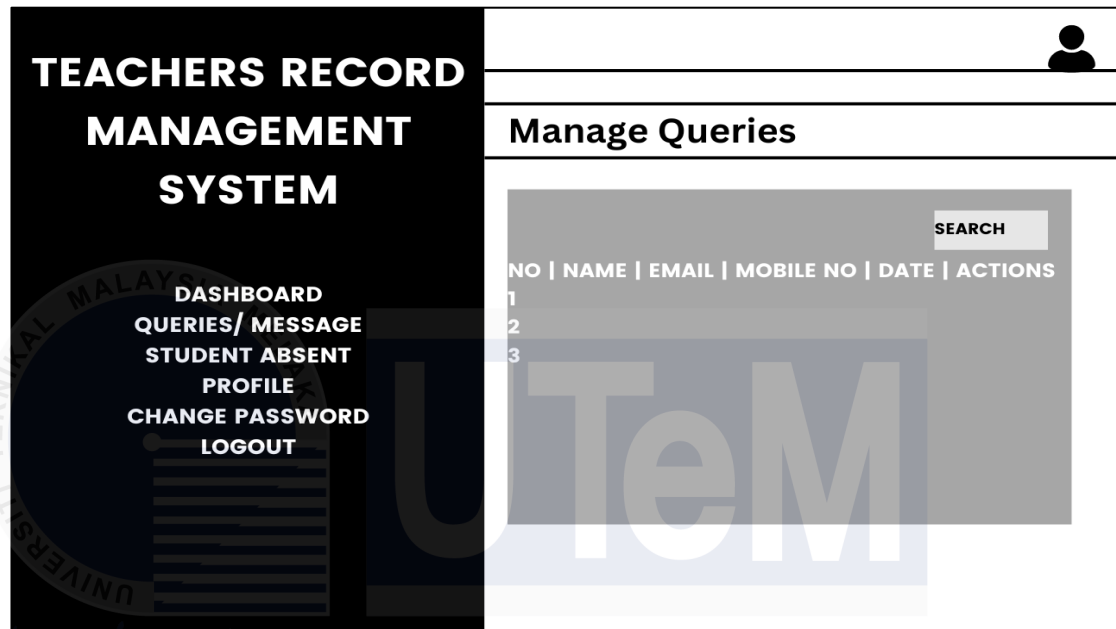 TEACHERS RECORD
MANAGEMENT
SYSTEM
DASHBOARD
QUERIES/ MESSAGE
STUDENT ABSENT
PROFILE
CHANGE PASSWORD
LOGOUT
Manage Queries
SEARCH
NO | NAME | EMAIL | MOBILE NO | DATE | ACTIONS
1
2
3
UTeM